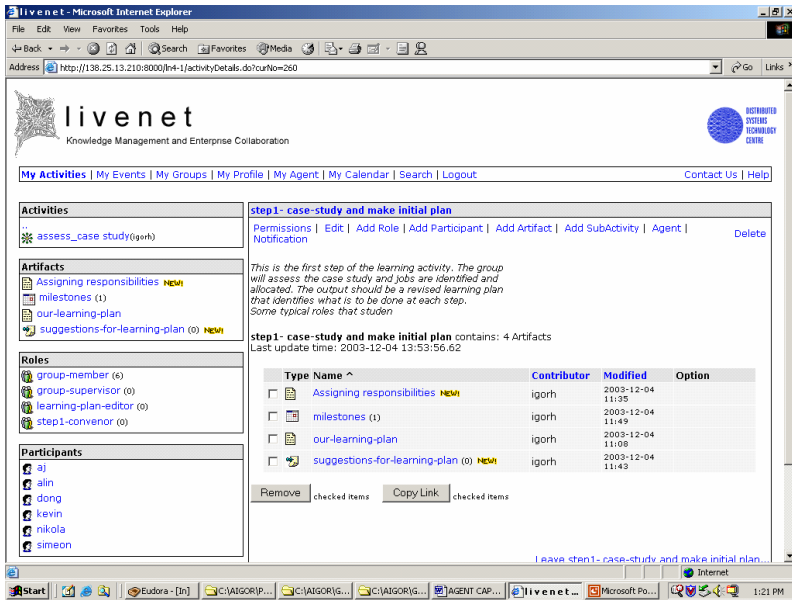 livenet - Microsoft Internet Explorer
File Edit View Favorites Tools Help
Back Search Favorites Media
Address http://138.25.13.210:8000/ln4-1/activityDetails.do?curNo=260 Go Links
livenet
Knowledge Management and Enterprise Collaboration
DISTRIBUTED
SYSTEMS
TECHNOLOGY
CENTRE
My Activities | My Events | My Groups | My Profile | My Agent | My Calendar | Search | Logout Contact Us | Help
Activities
..
assess_case study(igorh)
Artifacts
Assigning responsibilities NEW!
milestones (1)
our-learning-plan
suggestions-for-learning-plan (0) NEW!
Roles
group-member (6)
group-supervisor (0)
learning-plan-editor (0)
step1-convenor (0)
Participants
aj
alin
dong
kevin
nikola
simeon
step1- case-study and make initial plan
Permissions | Edit | Add Role | Add Participant | Add Artifact | Add SubActivity | Agent |
Notification
Delete
This is the first step of the learning activity. The group
will assess the case study and jobs are identified and
allocated. The output should be a revised learning plan
that identifies what is to be done at each step.
Some typical roles that studen
step1- case-study and make initial plan contains: 4 Artifacts
Last update time: 2003-12-04 13:53:56.62
Type Name ^ Contributor Modified Option
Assigning responsibilities NEW! igorh 2003-12-04
11:35
milestones (1) igorh 2003-12-04
11:49
our-learning-plan igorh 2003-12-04
11:08
suggestions-for-learning-plan (0) NEW! igorh 2003-12-04
11:43
Remove checked items Copy Link checked items
Leave step1- case-study and make initial plan...
Internet
Start Eudora - [In] C:\AIGOR\P... C:\AIGOR\G... C:\AIGOR\G... AGENT CAP... livenet... Microsoft Po... 1:21 PM